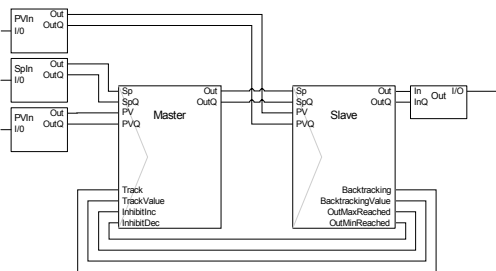 PVIn Out
I/0 OutQ
SpIn Out
I/0 OutQ
PVIn Out
I/0 OutQ
Sp Out
SpQ OutQ
PV
PVQ
Master
Track
TrackValue
InhibitInc
InhibitDec
Sp Out
SpQ OutQ
PV
PVQ
Slave
Backtracking
BacktrackingValue
OutMaxReached
OutMinReached
In Out I/O
InQ